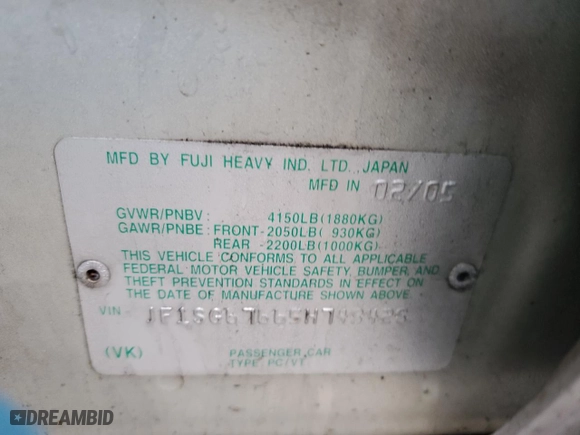 MFD BY FUJI HEAVY IND. LTD., JAPAN
MFD IN 02/05
GVWR/PNBV: 4150LB(1880KG)
GAWR/PNBE: FRONT-2050LB( 930KG)
REAR -2200LB(1000KG)
THIS VEHICLE CONFORMS TO ALL APPLICABLE
FEDERAL MOTOR VEHICLE SAFETY, BUMPER, AND
THEFT PREVENTION STANDARDS IN EFFECT ON
THE DATE OF MANUFACTURE SHOWN ABOVE.
VIN
(VK) PASSENGER CAR
TYPE PC/VT
DREAMBID